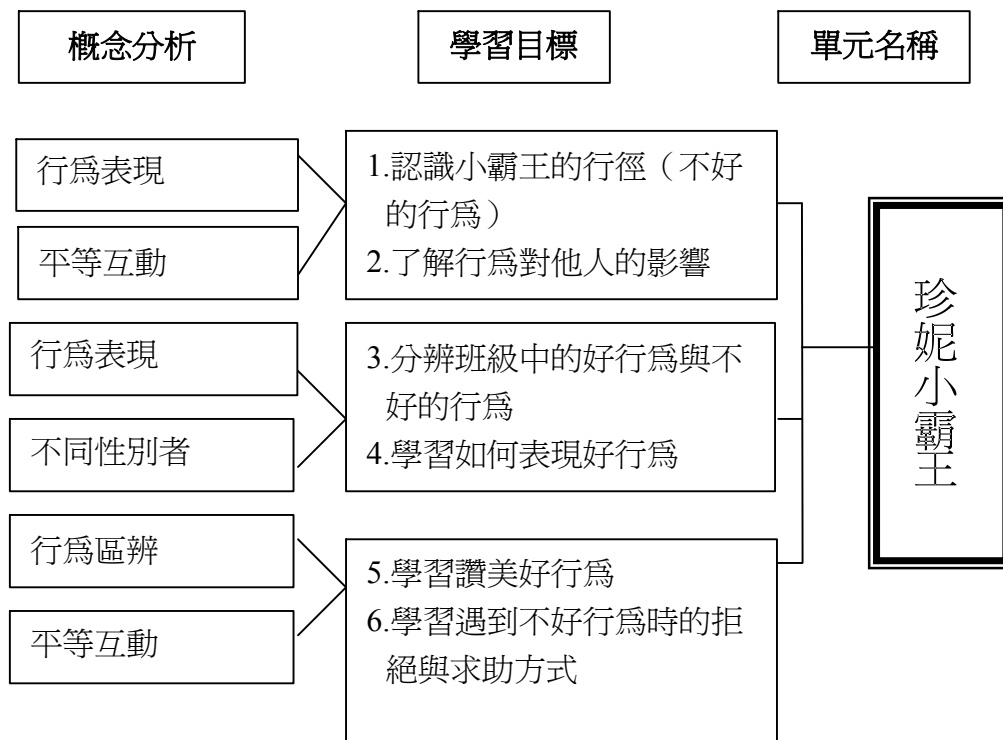 概念分析
學習目標
單元名稱
行為表現
平等互動
1.認識小霸王的行徑（不好
的行為）
2.了解行為對他人的影響
行為表現
不同性別者
3.分辨班級中的好行為與不
好的行為
4.學習如何表現好行為
行為區辨
平等互動
5.學習讚美好行為
6.學習遇到不好行為時的拒
絕與求助方式
珍妮小霸王